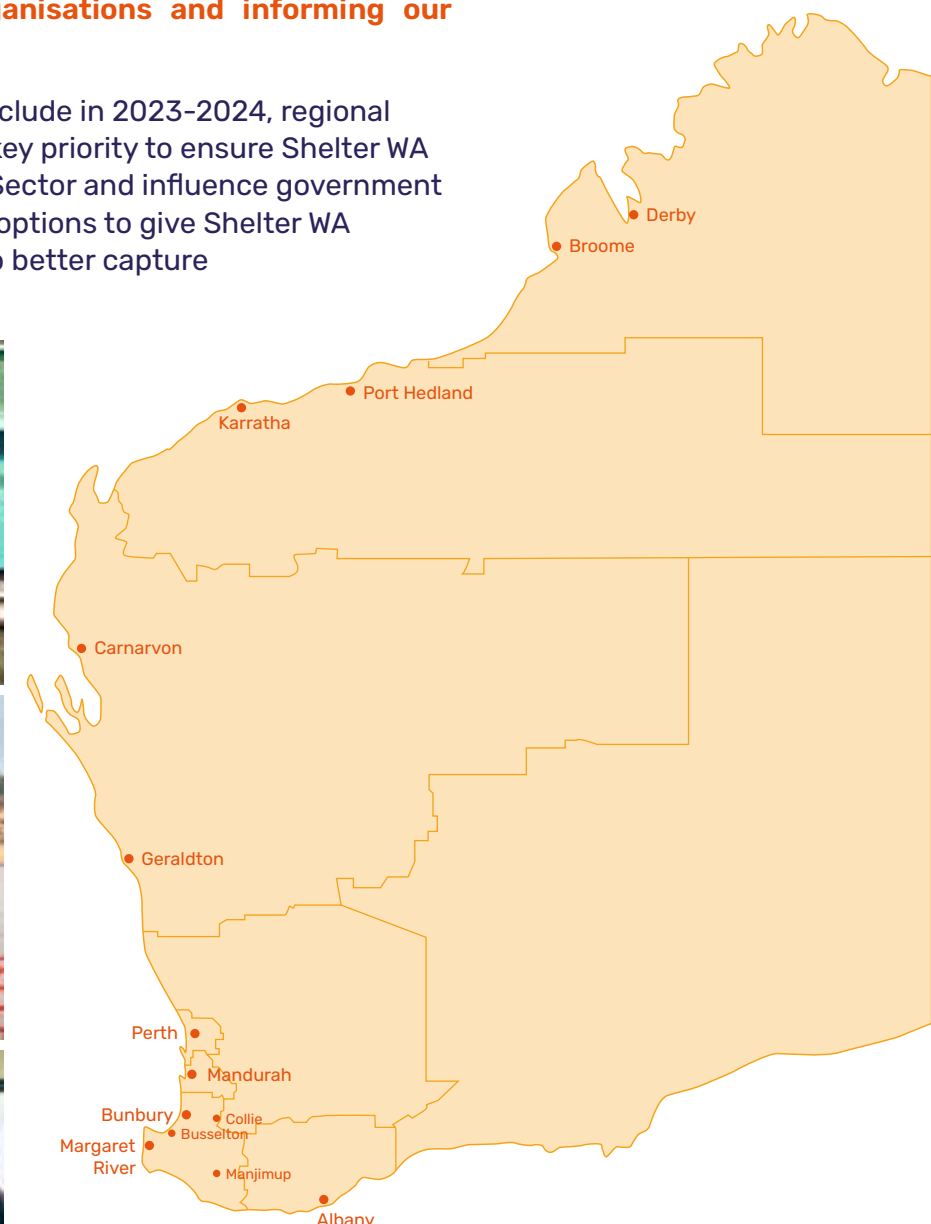 ganisations and informing our
clude in 2023-2024, regional
key priority to ensure Shelter WA
Sector and influence government
options to give Shelter WA
better capture
Derby
Broome
Port Hedland
Karratha
Carnarvon
Geraldton
Perth
Mandurah
Bunbury
Collie
Busselton
Margaret
River
Manjimup
Albany